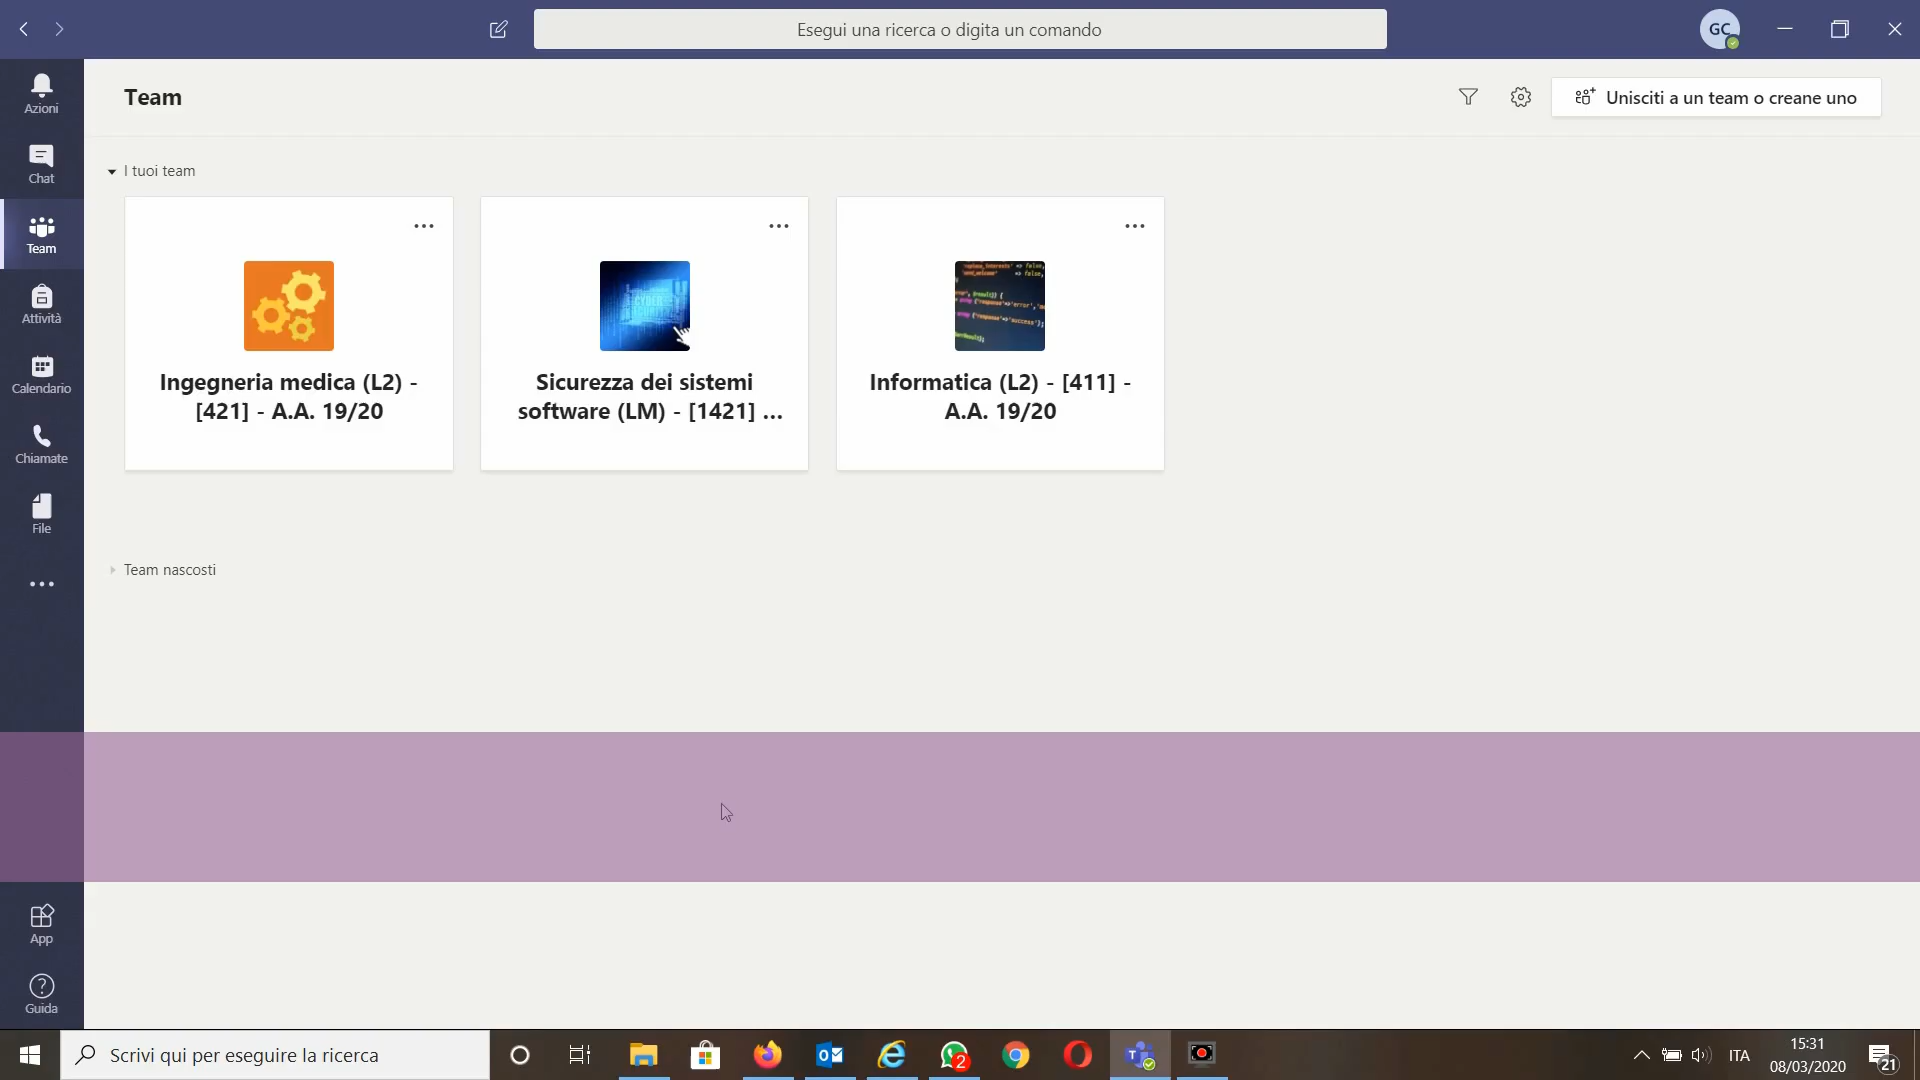 Esegui una ricerca o digita un comando
GC
Azioni
Chat
Team
Attività
Calendario
Chiamate
File
App
Guida
Team
Unisciti a un team o creane uno
I tuoi team
Ingegneria medica (L2) -
[421] - A.A. 19/20
CYBER
Sicurezza dei sistemi
software (LM) - [1421] ...
Informatica (L2) - [411] -
A.A. 19/20
Team nascosti
Scrivi qui per eseguire la ricerca
2
ITA
15:31
08/03/2020
21